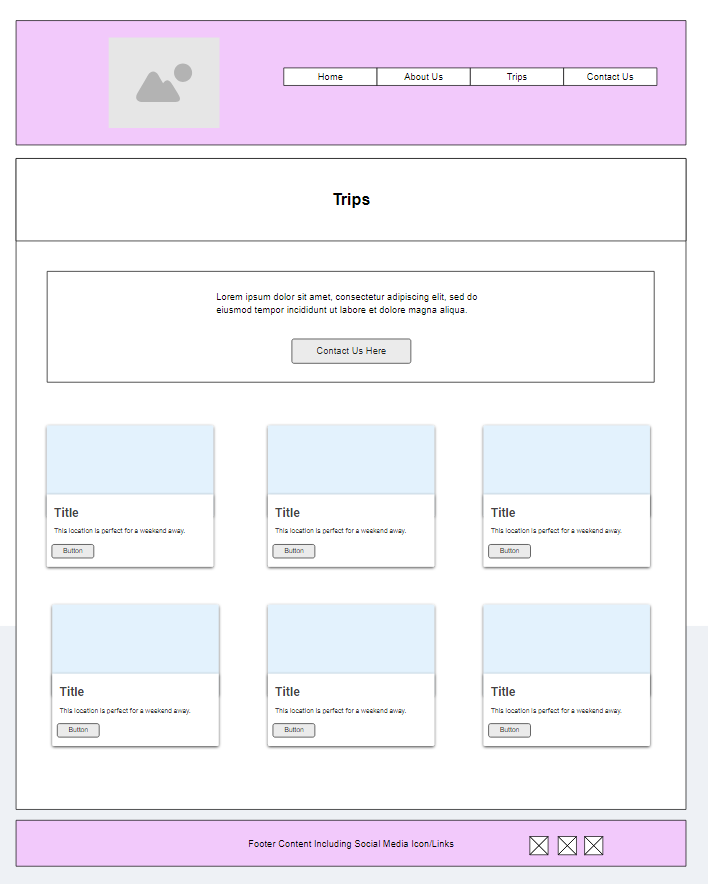 Home
About Us
Trips
Contact Us
Trips
Lorem ipsum dolor sit amet, consectetur adipiscing elit, sed do
eiusmod tempor incididunt ut labore et dolore magna aliqua.
Contact Us Here
Title
This location is perfect for a weekend away.
Button
Title
This location is perfect for a weekend away.
Button
Title
This location is perfect for a weekend away.
Button
Title
This location is perfect for a weekend away.
Button
Title
This location is perfect for a weekend away.
Button
Title
This location is perfect for a weekend away.
Button
Footer Content Including Social Media Icon/Links